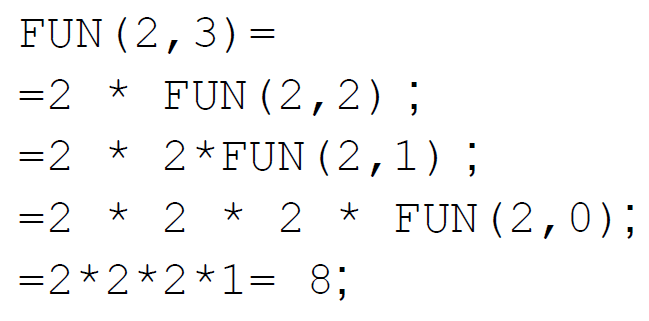 FUN(2,3)=
=2 * FUN(2,2) ;
=2 * 2*FUN(2,1) ;
=2 * 2 * 2 * FUN(2,0);
=2*2*2*1= 8;